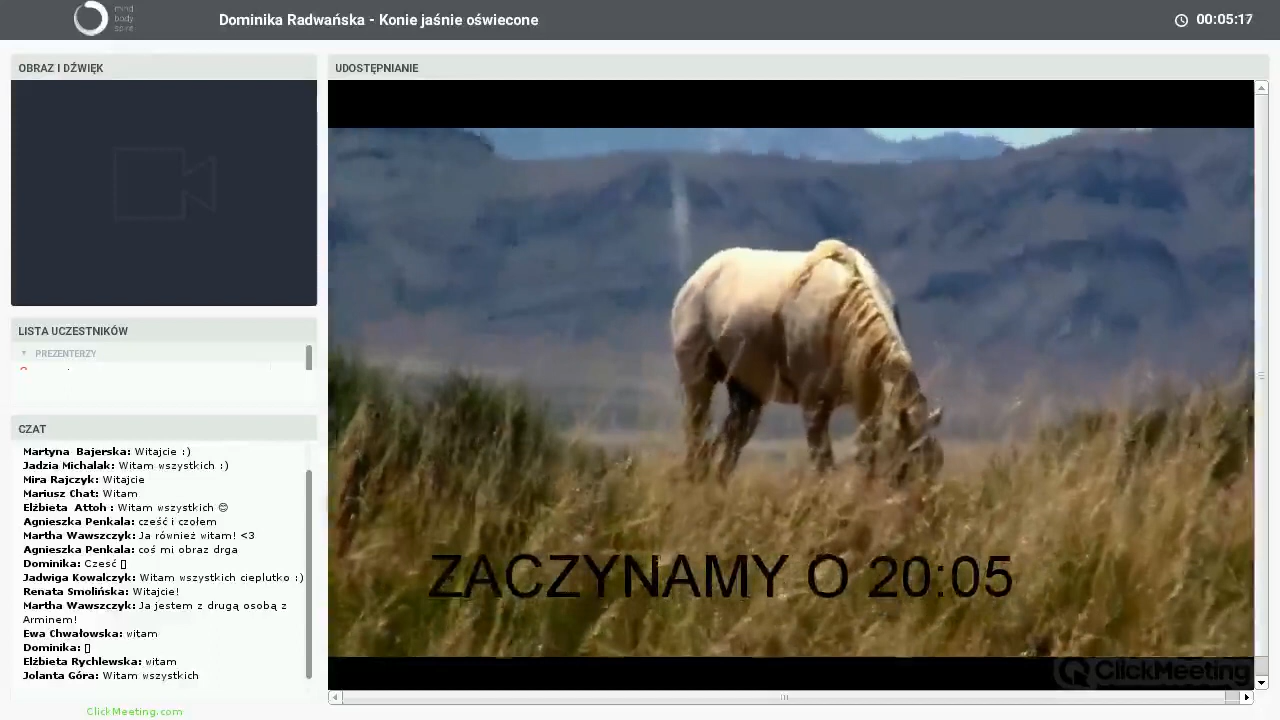 mind
body
spirit
Dominika Radwańska - Konie jaśnie oświecone
00:05:17
OBRAZ I DŹWIĘK
LISTA UCZESTNIKÓW
PREZENTERZY
CZAT
Martyna Bajerska: Witajcie :)
Jadzia Michalak: Witam wszystkich :)
Mira Rajczyk: Witajcie
Mariusz Chat: Witam
Elżbieta Attoh : Witam wszystkich 😊
Agnieszka Penkala: cześć i czołem
Martha Wawszczyk: Ja również witam! <3
Agnieszka Penkala: coś mi obraz drga
Dominika: Czesć
Jadwiga Kowalczyk: Witam wszystkich cieplutko :)
Renata Smolińska: Witajcie!
Martha Wawszczyk: Ja jestem z drugą osobą z
Arminem!
Ewa Chwałowska: witam
Dominika:
Elżbieta Rychlewska: witam
Jolanta Góra: Witam wszystkich
ClickMeeting.com
UDOSTĘPNIANIE
ZACZYNAMY O 20:05
ClickMeeting